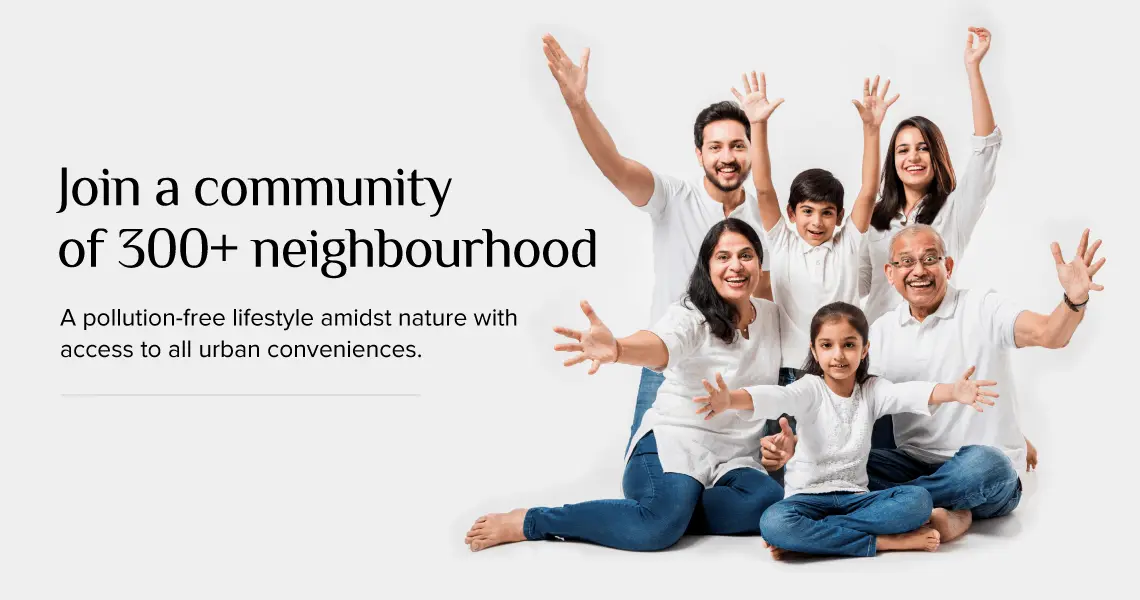 Join a community
of 300+ neighbourhood
A pollution-free lifestyle amidst nature with
access to all urban conveniences.